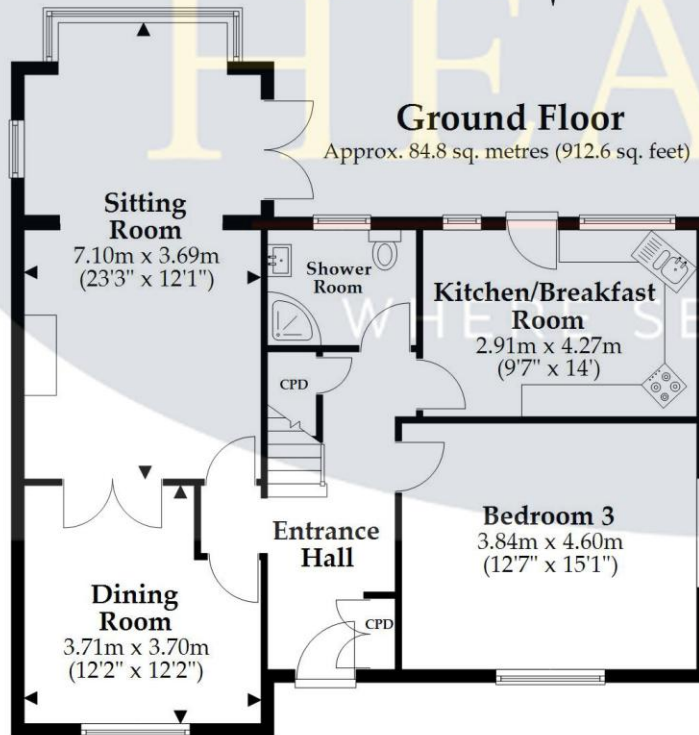 HEA
Ground Floor
Approx. 84.8 sq. metres (912.6 sq. feet)
Sitting
Room
7.10m x 3.69m
(23'3" x 12'1")
Shower
Room
Kitchen/Breakfast
Room
2.91m x 4.27m
(9'7" x 14')
WHERE SE
CPD
Entrance
Hall
Bedroom 3
3.84m x 4.60m
(12'7" x 15'1")
Dining
Room
3.71m x 3.70m
(12'2" x 12'2")
CPD